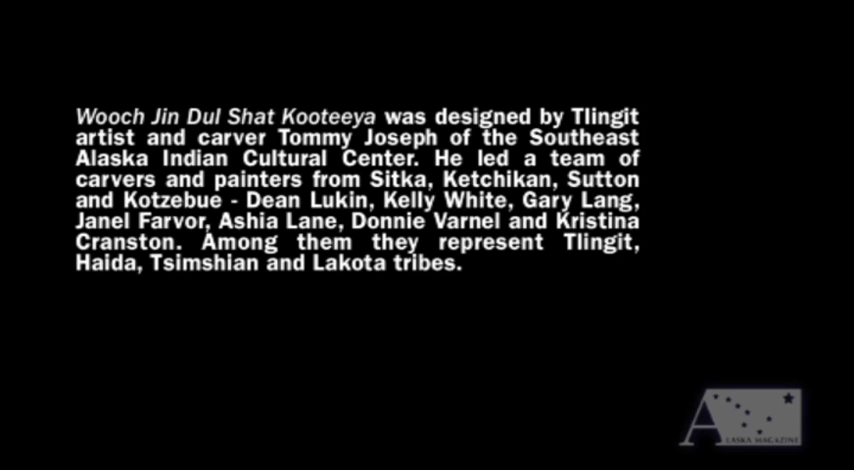 Wooch Jin Dul Shat Kooteeya was designed by Tlingit
artist and carver Tommy Joseph of the Southeast
Alaska Indian Cultural Center. He led a team of
carvers and painters from Sitka, Ketchikan, Sutton
and Kotzebue - Dean Lukin, Kelly White, Gary Lang,
Janel Farvor, Ashia Lane, Donnie Varnel and Kristina
Cranston. Among them they represent Tlingit,
Haida, Tsimshian and Lakota tribes.
ALASKA MAGAZINE